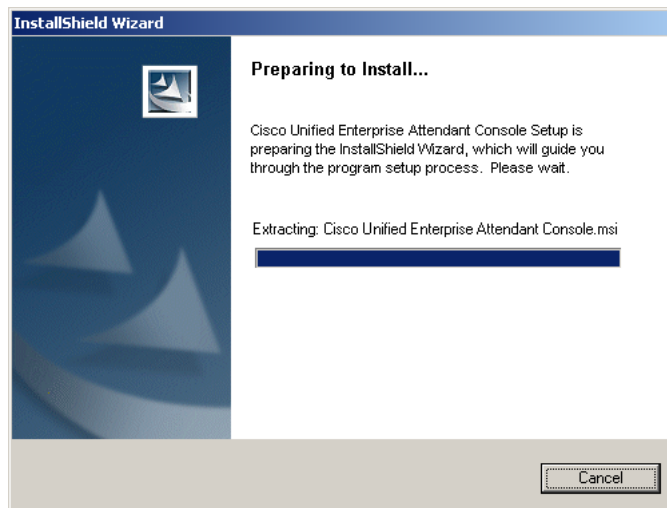 InstallShield Wizard
Preparing to Install...
Cisco Unified Enterprise Attendant Console Setup is
preparing the InstallShield Wizard, which will guide you
through the program setup process. Please wait.
Extracting: Cisco Unified Enterprise Attendant Console.msi
Cancel